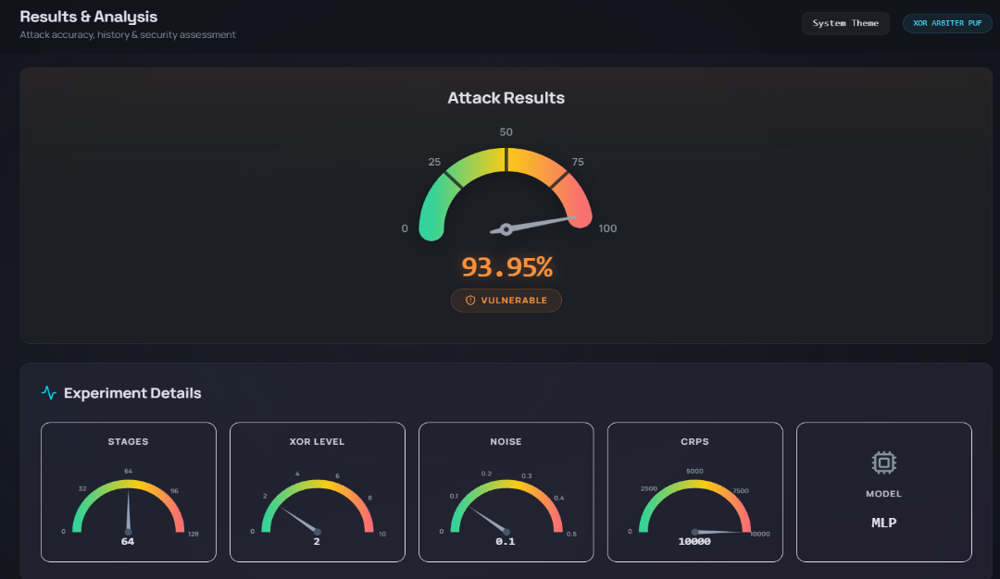 Results & Analysis
Attack accuracy, history & security assessment
System Theme
XOR ARBITER PUF
Attack Results
0
25
50
75
100
93.95%
VULNERABLE
Experiment Details
STAGES
0
32
64
96
128
64
XOR LEVEL
0
2
4
6
8
10
2
NOISE
0
0.1
0.2
0.3
0.4
0.5
0.1
CRPS
0
2500
5000
7500
10000
10000
MODEL
MLP